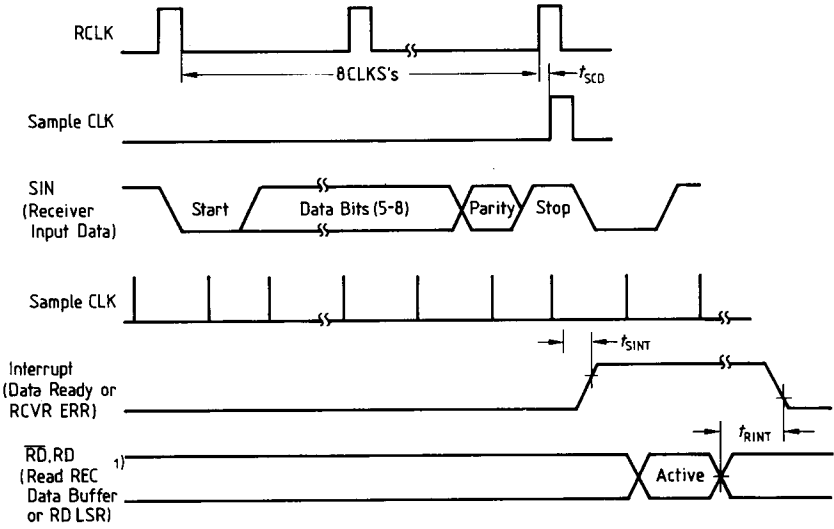 RCLK
8CLKS's
tSCD
Sample CLK
SIN
(Receiver
Input Data)
Start
Data Bits (5-8)
Parity
Stop
Sample CLK
tSINT
Interrupt
(Data Ready or
RCVR ERR)
tRINT
RD, RD 1)
(Read REC
Data Buffer
or RD LSR)
Active